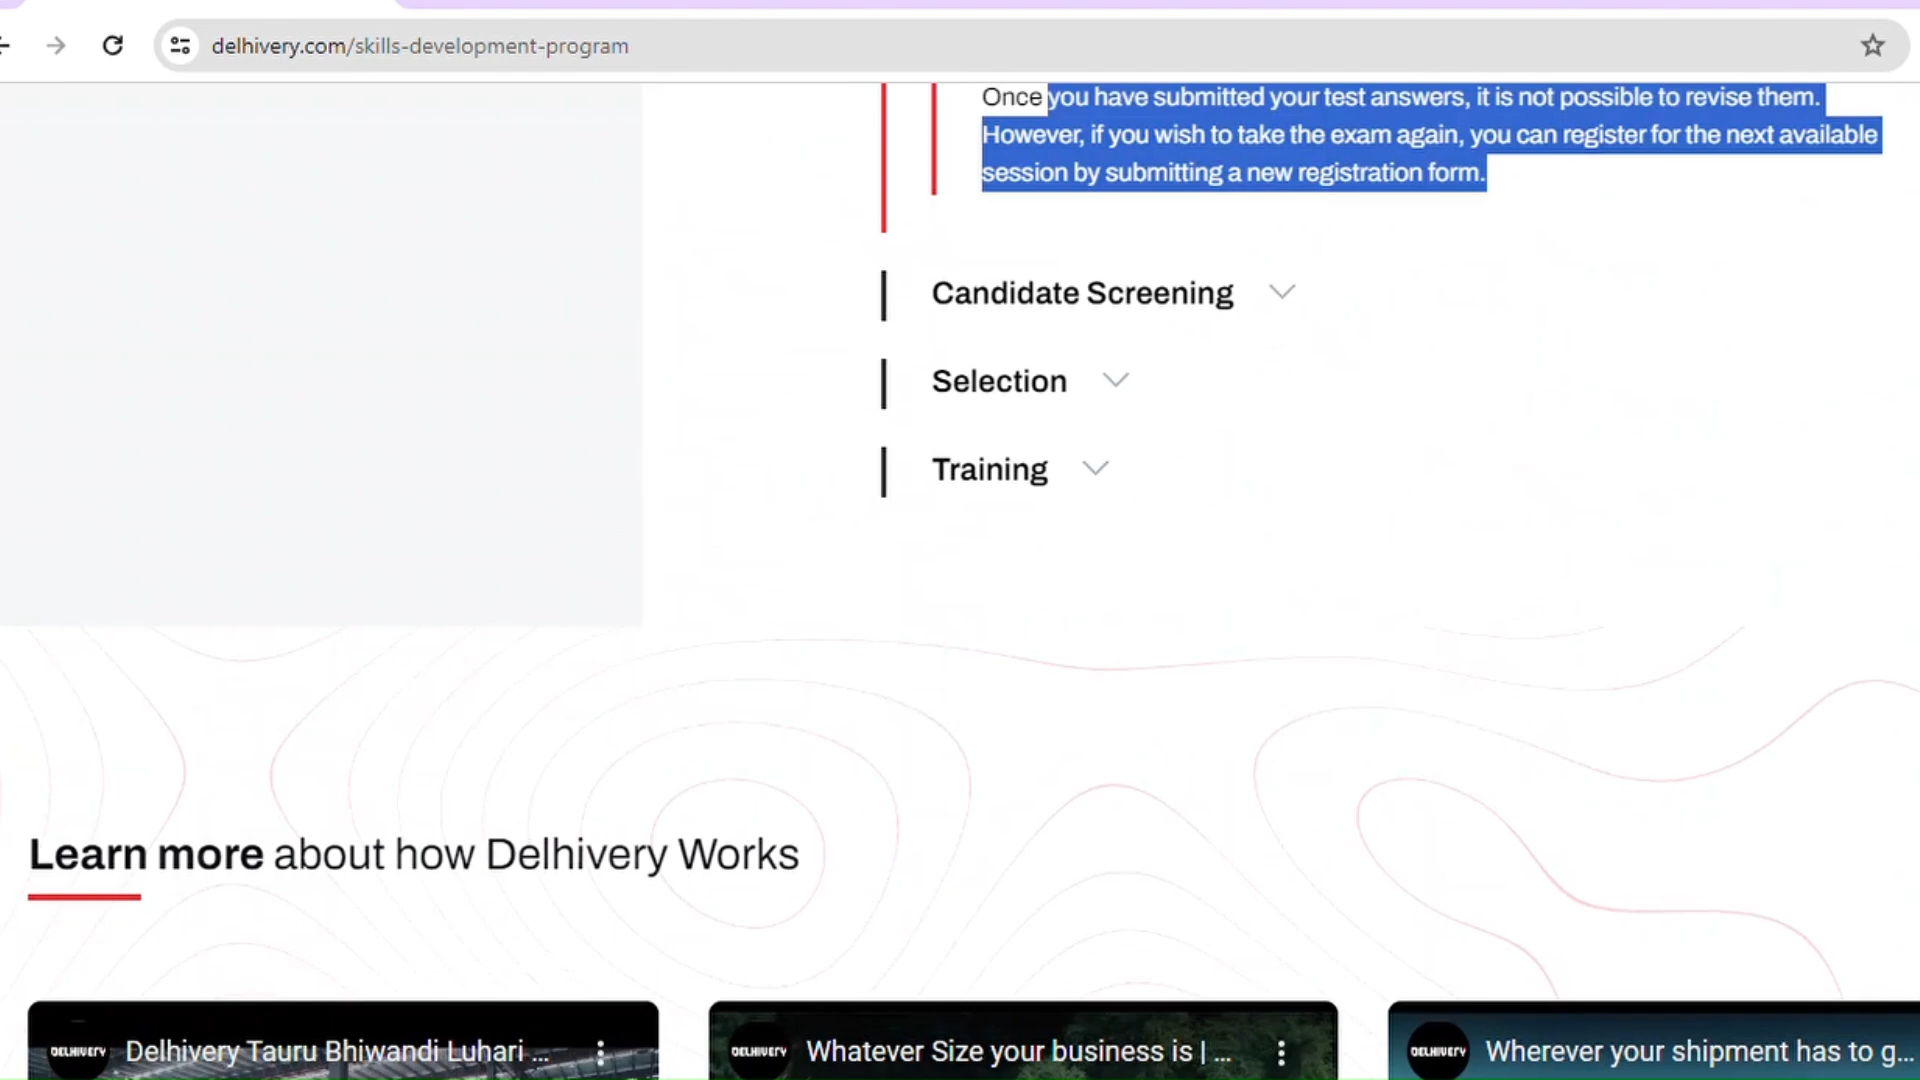 delhivery.com/skills-development-program
Once you have submitted your test answers, it is not possible to revise them.
However, if you wish to take the exam again, you can register for the next available
session by submitting a new registration form.
Candidate Screening
Selection
Training
Learn more about how Delhivery Works
DELHIVERY Delhivery Tauru Bhiwandi Luhari ...
DELHIVERY Whatever Size your business is | ...
DELHIVERY Wherever your shipment has to g...